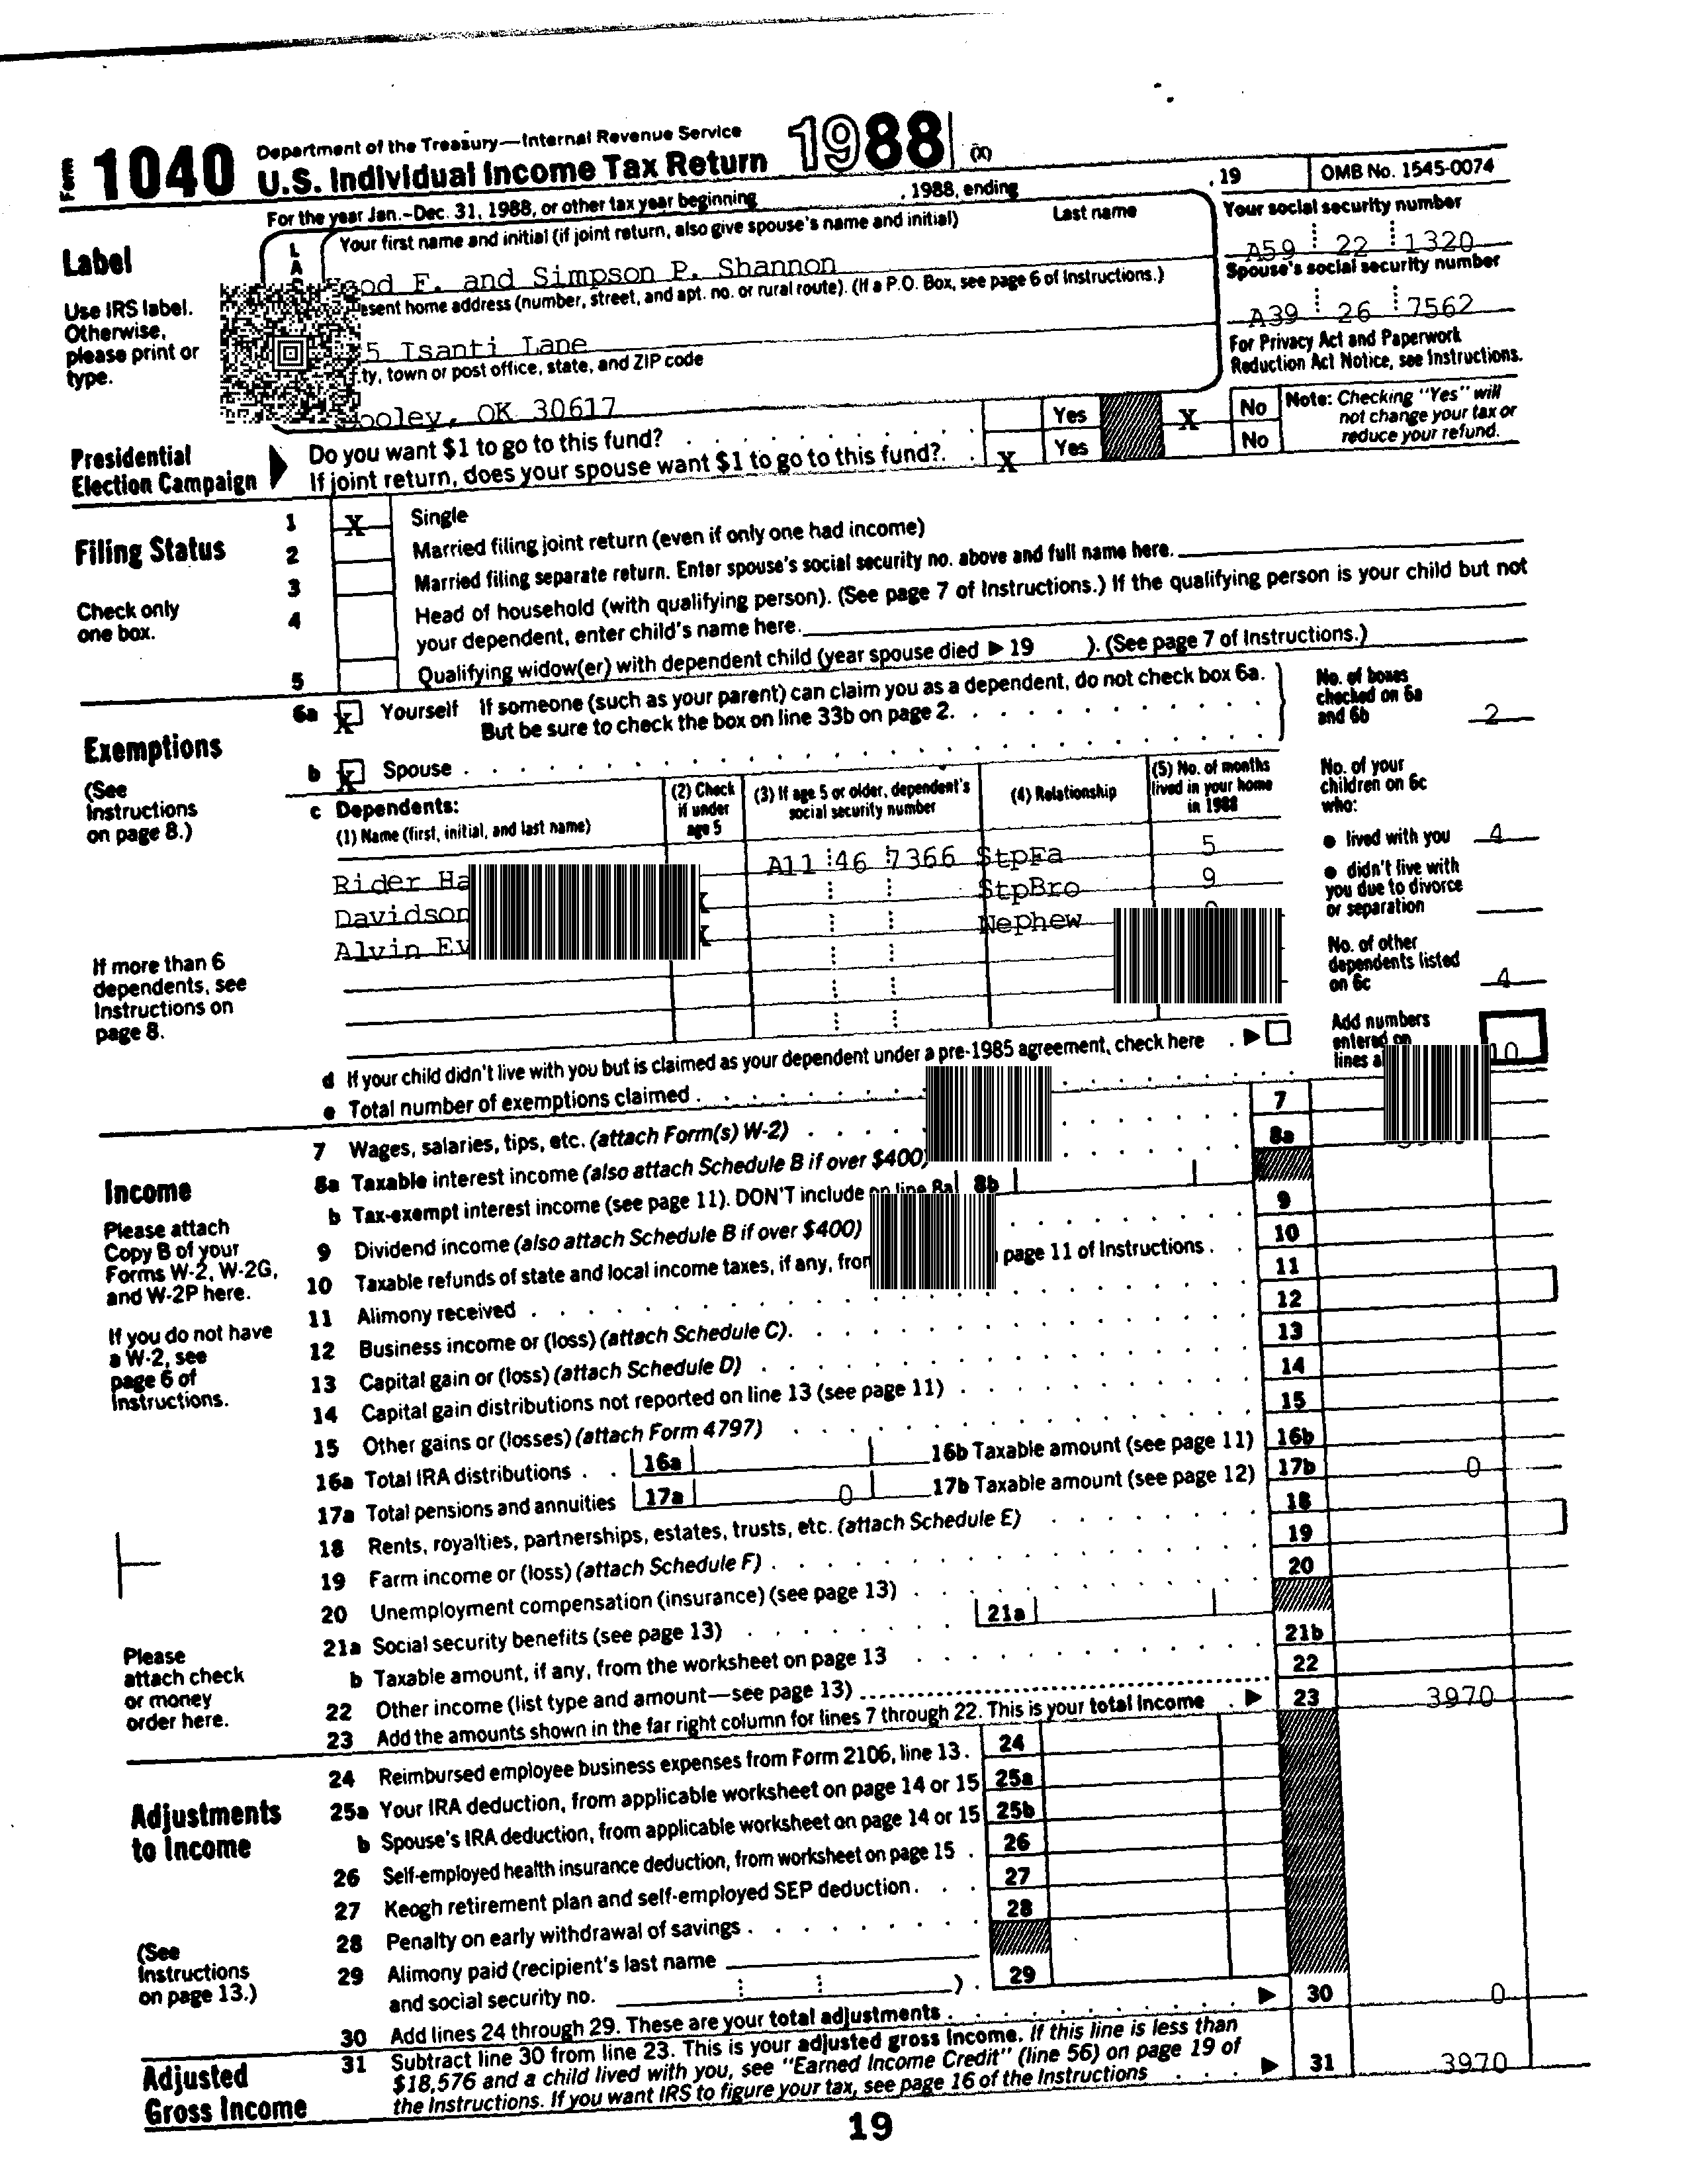 Form 1040 Department of the Treasury—Internal Revenue Service
U.S. Individual Income Tax Return 1988 (X)
For the year Jan.–Dec. 31, 1988, or other tax year beginning , 1988, ending , 19 OMB No. 1545-0074
Label
Use IRS label. Otherwise, please print or type.
L
A
Your first name and initial (if joint return, also give spouse's name and initial) Last name
F. and Simpson P. Shannon
Your social security number
A59 22 1320
Spouse's social security number
A39 26 7562
home address (number, street, and apt. no. or rural route). (If a P.O. Box, see page 6 of Instructions.)
Isanti Lane
town or post office, state, and ZIP code
OK 30617
For Privacy Act and Paperwork
Reduction Act Notice, see Instructions.
Presidential
Election Campaign
Do you want $1 to go to this fund? . . . . . . . . . Yes X No
If joint return, does your spouse want $1 to go to this fund?. . X Yes No
Note: Checking "Yes" will
not change your tax or
reduce your refund.
Filing Status
Check only
one box.
1 X Single
2 Married filing joint return (even if only one had income)
3 Married filing separate return. Enter spouse's social security no. above and full name here.
4 Head of household (with qualifying person). (See page 7 of Instructions.) If the qualifying person is your child but not
your dependent, enter child's name here.
5 Qualifying widow(er) with dependent child (year spouse died ▶ 19 ). (See page 7 of Instructions.)
Exemptions
(See
Instructions
on page 8.)
6a X Yourself If someone (such as your parent) can claim you as a dependent, do not check box 6a.
But be sure to check the box on line 33b on page 2. . . . . . . . . . .
b X Spouse . . . . . . . . . . . . . . . . . . . . .
No. of boxes
checked on 6a
and 6b 2
c Dependents:
(1) Name (first, initial, and last name)
(2) Check
if under
age 5
(3) If age 5 or older, dependent's
social security number
(4) Relationship
(5) No. of months
lived in your home
in 1988
Rider A11 46 7366 StpFa 5
Davidson StpBro 9
Alvin Nephew
No. of your
children on 6c
who:
● lived with you 4
● didn't live with
you due to divorce
or separation
No. of other
dependents listed
on 6c 4
If more than 6
dependents, see
Instructions on
page 8.
d If your child didn't live with you but is claimed as your dependent under a pre-1985 agreement, check here . ▶
e Total number of exemptions claimed . . . . . .
Add numbers
entered on
lines 10
Income
Please attach
Copy B of your
Forms W-2, W-2G,
and W-2P here.
If you do not have
a W-2, see
page 6 of
Instructions.
Please
attach check
or money
order here.
7 Wages, salaries, tips, etc. (attach Form(s) W-2) . . . . 7
8a Taxable interest income (also attach Schedule B if over $400) 8a
b Tax-exempt interest income (see page 11). DON'T include on line 8a 8b
9 Dividend income (also attach Schedule B if over $400) 9
10 Taxable refunds of state and local income taxes, if any, page 11 of Instructions . . 10
11 Alimony received . . . . . . . . . . . . 11
12 Business income or (loss) (attach Schedule C). . . . . . . . 12
13 Capital gain or (loss) (attach Schedule D) . . . . . . . . . 13
14 Capital gain distributions not reported on line 13 (see page 11) . . . . . . 14
15 Other gains or (losses) (attach Form 4797) . . . . . . . . 15
16a Total IRA distributions . . 16a 16b Taxable amount (see page 11) 16b
17a Total pensions and annuities 17a 0 17b Taxable amount (see page 12) 17b 0
18 Rents, royalties, partnerships, estates, trusts, etc. (attach Schedule E) . . . . . . 18
19 Farm income or (loss) (attach Schedule F) . . . . . . . . . 19
20 Unemployment compensation (insurance) (see page 13) . . . . . . . 20
21a Social security benefits (see page 13) . . . . . . . 21a
b Taxable amount, if any, from the worksheet on page 13 . . . . . . . 21b
22 Other income (list type and amount—see page 13) 22
23 Add the amounts shown in the far right column for lines 7 through 22. This is your total income . ▶ 23 3970
Adjustments
to Income
(See
Instructions
on page 13.)
24 Reimbursed employee business expenses from Form 2106, line 13 . 24
25a Your IRA deduction, from applicable worksheet on page 14 or 15 25a
b Spouse's IRA deduction, from applicable worksheet on page 14 or 15 25b
26 Self-employed health insurance deduction, from worksheet on page 15 . 26
27 Keogh retirement plan and self-employed SEP deduction. . . 27
28 Penalty on early withdrawal of savings . . . . . . . 28
29 Alimony paid (recipient's last name
and social security no. ) . 29
30 Add lines 24 through 29. These are your total adjustments . . . . . . . . ▶ 30 0
Adjusted
Gross Income
31 Subtract line 30 from line 23. This is your adjusted gross income. If this line is less than
$18,576 and a child lived with you, see "Earned Income Credit" (line 56) on page 19 of
the Instructions. If you want IRS to figure your tax, see page 16 of the Instructions . . . ▶ 31 3970
19